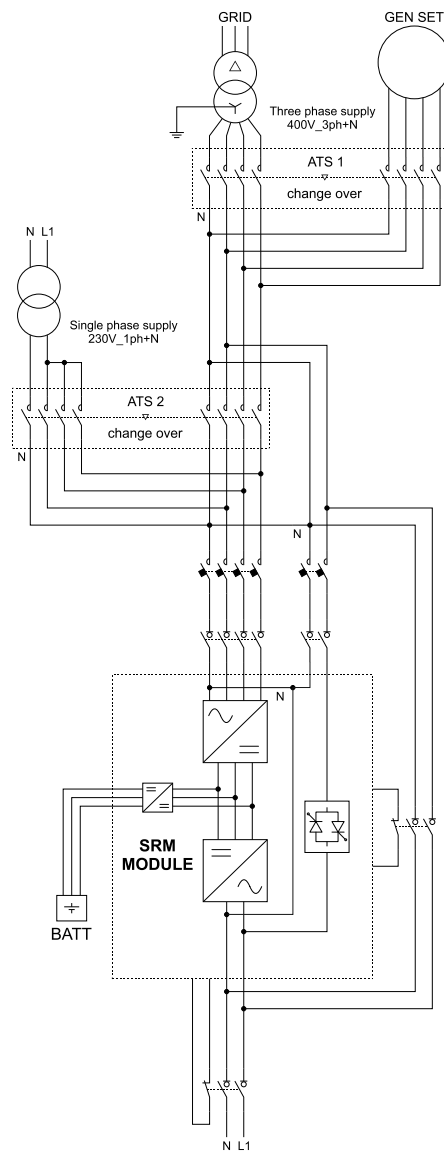 GRID
GEN SET
Three phase supply
400V_3ph+N
ATS 1
change over
N
N L1
Single phase supply
230V_1ph+N
ATS 2
change over
N
N
N
SRM
MODULE
BATT
N L1